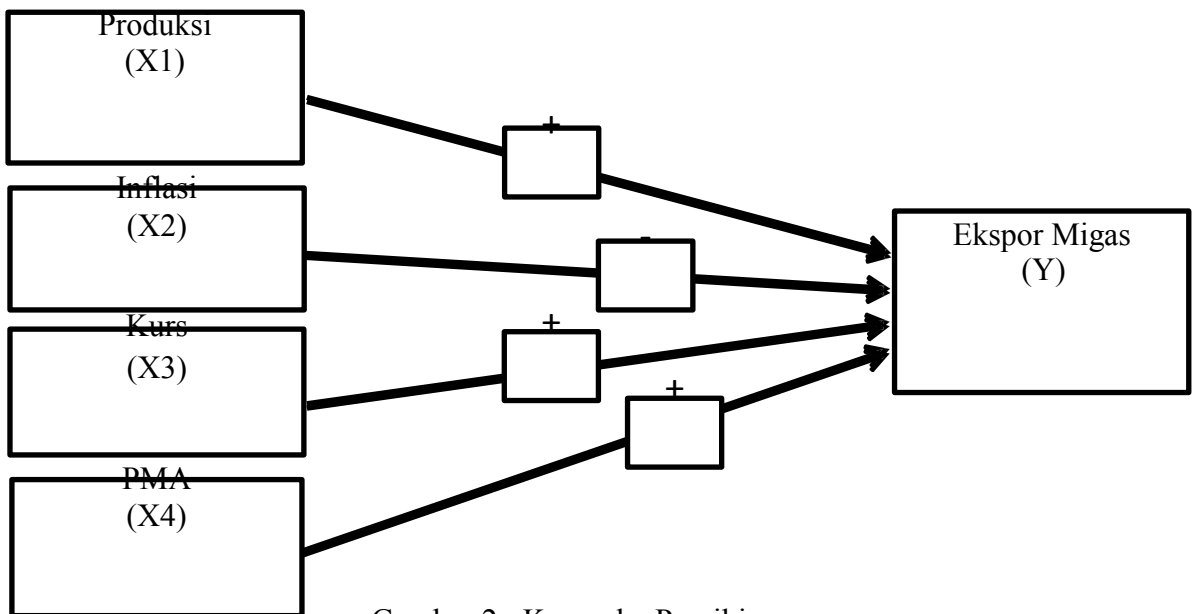 Produksi
(X1)
+
Inflasi
(X2)
-
Ekspor Migas
(Y)
Kurs
(X3)
+
PMA
(X4)
+